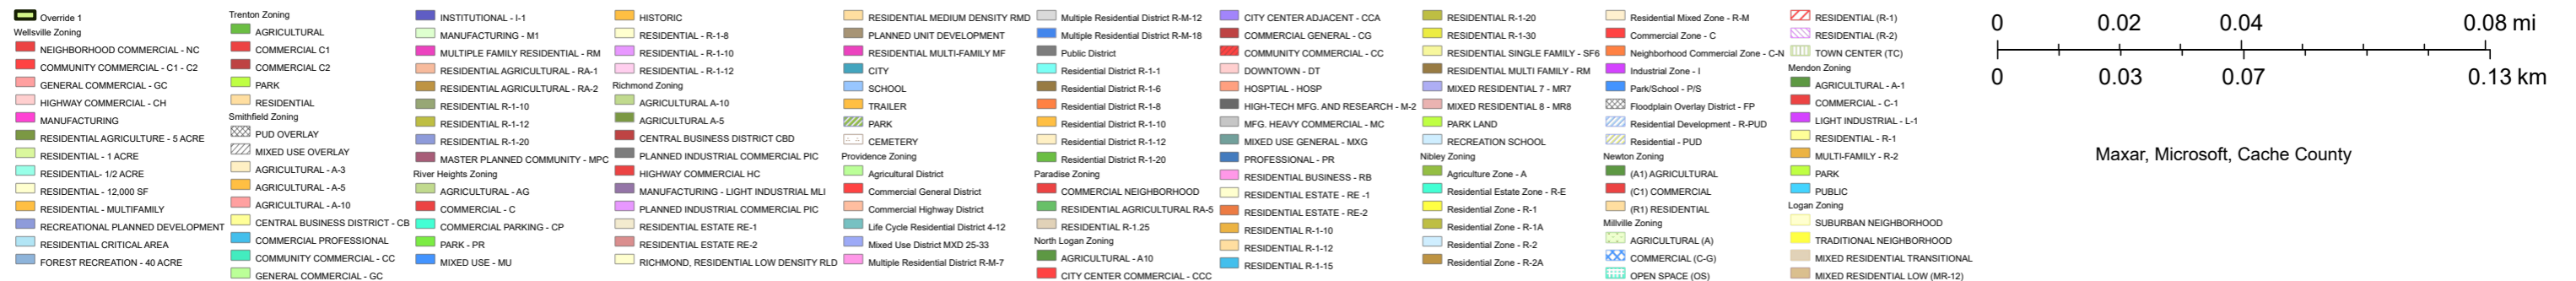 Override 1
Wellsville Zoning
NEIGHBORHOOD COMMERCIAL - NC
COMMUNITY COMMERCIAL - C1 - C2
GENERAL COMMERCIAL - GC
HIGHWAY COMMERCIAL - CH
MANUFACTURING
RESIDENTIAL AGRICULTURE - 5 ACRE
RESIDENTIAL - 1 ACRE
RESIDENTIAL- 1/2 ACRE
RESIDENTIAL - 12,000 SF
RESIDENTIAL - MULTIFAMILY
RECREATIONAL PLANNED DEVELOPMENT
RESIDENTIAL CRITICAL AREA
FOREST RECREATION - 40 ACRE
Trenton Zoning
AGRICULTURAL
COMMERCIAL C1
COMMERCIAL C2
PARK
RESIDENTIAL
Smithfield Zoning
PUD OVERLAY
MIXED USE OVERLAY
AGRICULTURAL - A-3
AGRICULTURAL - A-5
AGRICULTURAL - A-10
CENTRAL BUSINESS DISTRICT - CB
COMMERCIAL PROFESSIONAL
COMMUNITY COMMERCIAL - CC
GENERAL COMMERCIAL - GC
INSTITUTIONAL - I-1
MANUFACTURING - M1
MULTIPLE FAMILY RESIDENTIAL - RM
RESIDENTIAL AGRICULTURAL - RA-1
RESIDENTIAL AGRICULTURAL - RA-2
RESIDENTIAL R-1-10
RESIDENTIAL R-1-12
RESIDENTIAL R-1-20
MASTER PLANNED COMMUNITY - MPC
River Heights Zoning
AGRICULTURAL - AG
COMMERCIAL - C
COMMERCIAL PARKING - CP
PARK - PR
MIXED USE - MU
HISTORIC
RESIDENTIAL - R-1-8
RESIDENTIAL - R-1-10
RESIDENTIAL - R-1-12
Richmond Zoning
AGRICULTURAL A-10
AGRICULTURAL A-5
CENTRAL BUSINESS DISTRICT CBD
PLANNED INDUSTRIAL COMMERCIAL PIC
HIGHWAY COMMERCIAL HC
MANUFACTURING - LIGHT INDUSTRIAL MLI
PLANNED INDUSTRIAL COMMERCIAL PIC
RESIDENTIAL ESTATE RE-1
RESIDENTIAL ESTATE RE-2
RICHMOND, RESIDENTIAL LOW DENSITY RLD
RESIDENTIAL MEDIUM DENSITY RMD
PLANNED UNIT DEVELOPMENT
RESIDENTIAL MULTI-FAMILY MF
CITY
SCHOOL
TRAILER
PARK
CEMETERY
Providence Zoning
Agricultural District
Commercial General District
Commercial Highway District
Life Cycle Residential District 4-12
Mixed Use District MXD 25-33
Multiple Residential District R-M-7
Multiple Residential District R-M-12
Multiple Residential District R-M-18
Public District
Residential District R-1-1
Residential District R-1-6
Residential District R-1-8
Residential District R-1-10
Residential District R-1-12
Residential District R-1-20
Paradise Zoning
COMMERCIAL NEIGHBORHOOD
RESIDENTIAL AGRICULTURAL RA-5
RESIDENTIAL R-1.25
North Logan Zoning
AGRICULTURAL - A10
CITY CENTER COMMERCIAL - CCC
CITY CENTER ADJACENT - CCA
COMMERCIAL GENERAL - CG
COMMUNITY COMMERCIAL - CC
DOWNTOWN - DT
HOSPTIAL - HOSP
HIGH-TECH MFG. AND RESEARCH - M-2
MFG. HEAVY COMMERCIAL - MC
MIXED USE GENERAL - MXG
PROFESSIONAL - PR
RESIDENTIAL BUSINESS - RB
RESIDENTIAL ESTATE - RE -1
RESIDENTIAL ESTATE - RE-2
RESIDENTIAL R-1-10
RESIDENTIAL R-1-12
RESIDENTIAL R-1-15
RESIDENTIAL R-1-20
RESIDENTIAL R-1-30
RESIDENTIAL SINGLE FAMILY - SF6
RESIDENTIAL MULTI FAMILY - RM
MIXED RESIDENTIAL 7 - MR7
MIXED RESIDENTIAL 8 - MR8
PARK LAND
RECREATION SCHOOL
Nibley Zoning
Agriculture Zone - A
Residential Estate Zone - R-E
Residential Zone - R-1
Residential Zone - R-1A
Residential Zone - R-2
Residential Zone - R-2A
Residential Mixed Zone - R-M
Commercial Zone - C
Neighborhood Commercial Zone - C-N
Industrial Zone - I
Park/School - P/S
Floodplain Overlay District - FP
Residential Development - R-PUD
Residential - PUD
Newton Zoning
(A1) AGRICULTURAL
(C1) COMMERCIAL
(R1) RESIDENTIAL
Millville Zoning
AGRICULTURAL (A)
COMMERCIAL (C-G)
OPEN SPACE (OS)
RESIDENTIAL (R-1)
RESIDENTIAL (R-2)
TOWN CENTER (TC)
Mendon Zoning
AGRICULTURAL - A-1
COMMERCIAL - C-1
LIGHT INDUSTRIAL - L-1
RESIDENTIAL - R-1
MULTI-FAMILY - R-2
PARK
PUBLIC
Logan Zoning
SUBURBAN NEIGHBORHOOD
TRADITIONAL NEIGHBORHOOD
MIXED RESIDENTIAL TRANSITIONAL
MIXED RESIDENTIAL LOW (MR-12)
0 0.02 0.04 0.08 mi
0 0.03 0.07 0.13 km
Maxar, Microsoft, Cache County